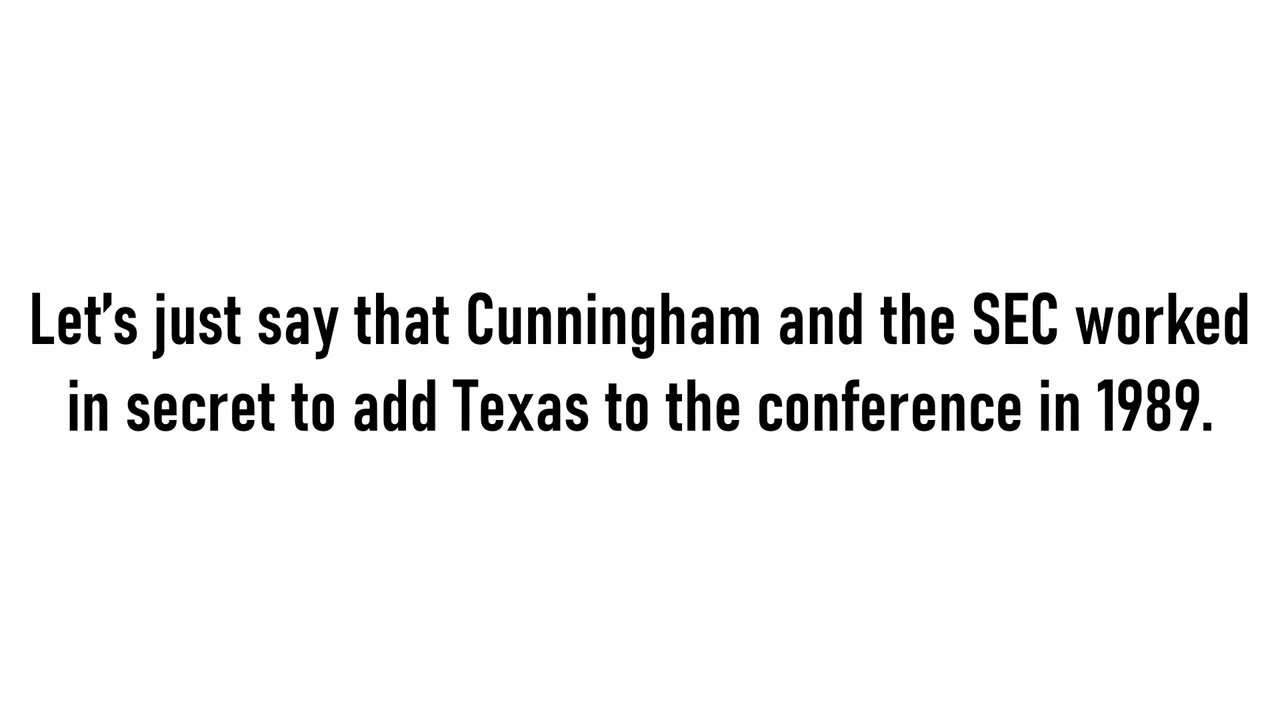 Let's just say that Cunningham and the SEC worked
in secret to add Texas to the conference in 1989.